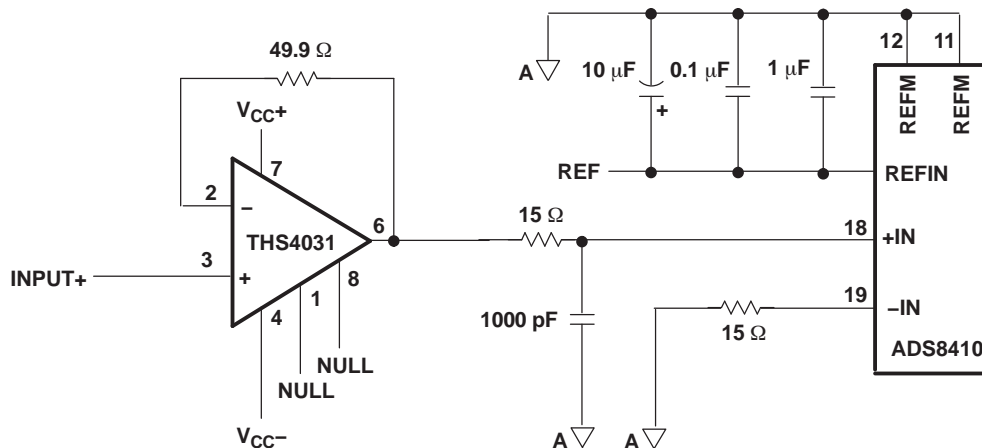 12
11
49.9 Ω
A
10 μF
0.1 μF
1 μF
+
REFM
REFM
VCC+
7
REF
REFIN
2
−
6
15 Ω
18
+IN
THS4031
INPUT+
3
+
8
1
4
1000 pF
19
−IN
15 Ω
ADS8410
NULL
NULL
VCC−
A
A